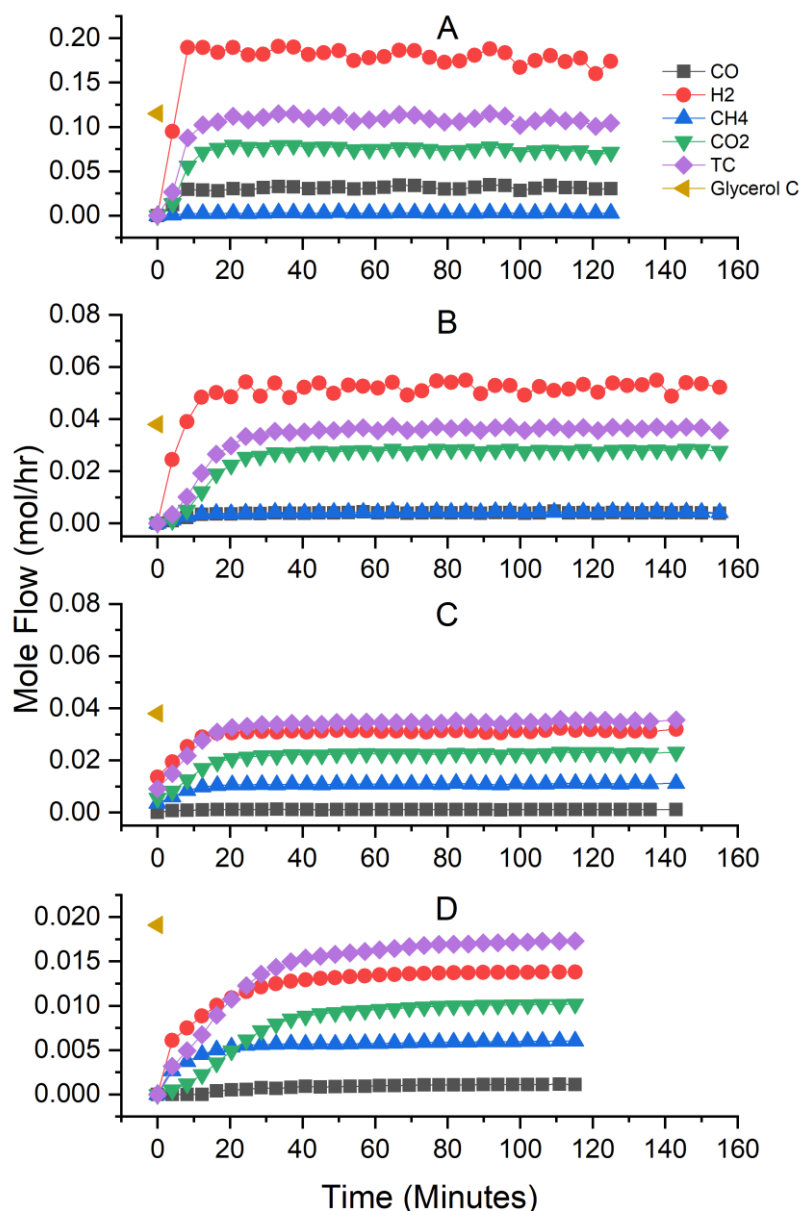 A
0.20
0.15
0.10
0.05
0.00
0 20 40 60 80 100 120 140 160
CO
H2
CH4
CO2
TC
Glycerol C
B
0.08
0.06
0.04
0.02
0.00
0 20 40 60 80 100 120 140 160
Mole Flow (mol/hr)
C
0.08
0.06
0.04
0.02
0.00
0 20 40 60 80 100 120 140 160
D
0.020
0.015
0.010
0.005
0.000
0 20 40 60 80 100 120 140 160
Time (Minutes)